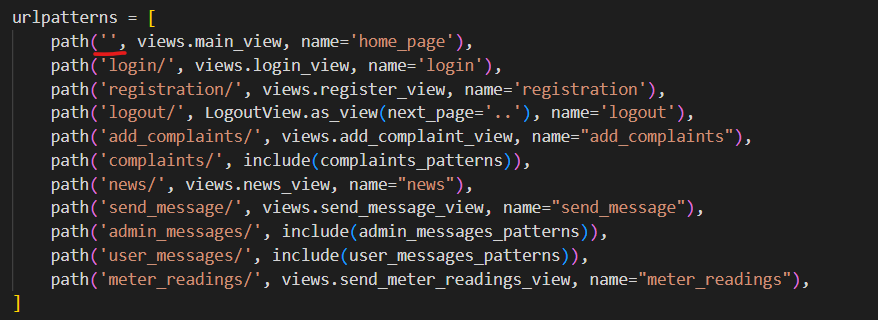 urlpatterns = [
    path('', views.main_view, name='home_page'),
    path('login/', views.login_view, name='login'),
    path('registration/', views.register_view, name='registration'),
    path('logout/', LogoutView.as_view(next_page='..'), name='logout'),
    path('add_complaints/', views.add_complaint_view, name="add_complaints"),
    path('complaints/', include(complaints_patterns)),
    path('news/', views.news_view, name="news"),
    path('send_message/', views.send_message_view, name="send_message"),
    path('admin_messages/', include(admin_messages_patterns)),
    path('user_messages/', include(user_messages_patterns)),
    path('meter_readings/', views.send_meter_readings_view, name="meter_readings"),
]